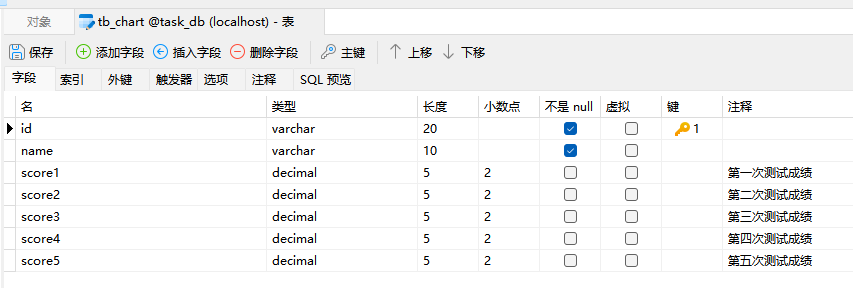 对象 tb_chart @task_db (localhost) - 表
保存 添加字段 插入字段 删除字段 主键 上移 下移
字段 索引 外键 触发器 选项 注释 SQL 预览
名 类型 长度 小数点 不是 null 虚拟 键 注释
id varchar 20 1
name varchar 10
score1 decimal 5 2 第一次测试成绩
score2 decimal 5 2 第二次测试成绩
score3 decimal 5 2 第三次测试成绩
score4 decimal 5 2 第四次测试成绩
score5 decimal 5 2 第五次测试成绩